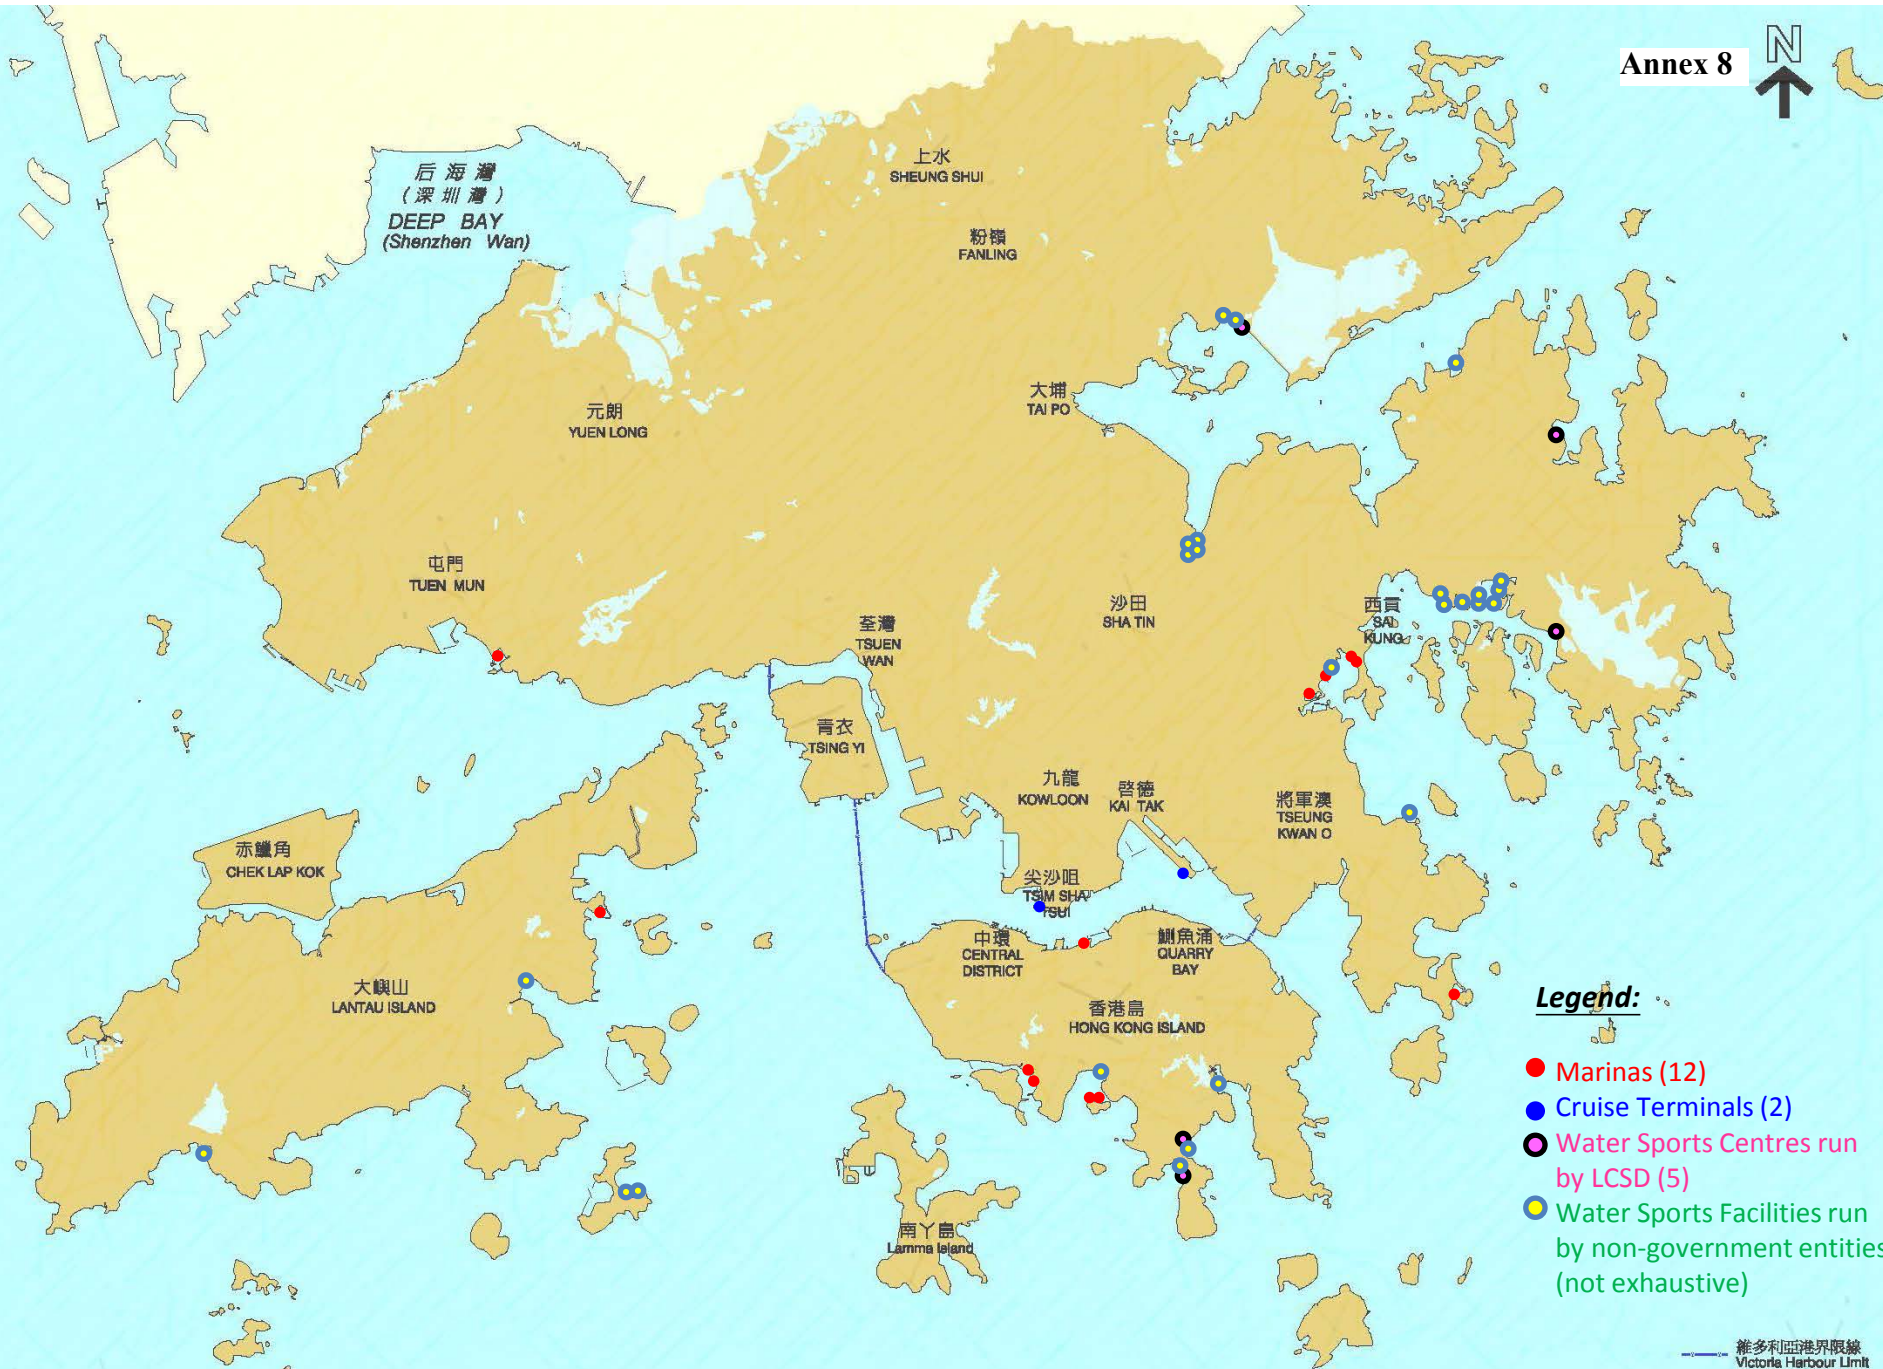 Annex 8
N
后海灣
(深圳灣)
DEEP BAY
(Shenzhen Wan)
上水
SHEUNG SHUI
粉嶺
FANLING
大埔
TAI PO
元朗
YUEN LONG
屯門
TUEN MUN
荃灣
TSUEN
WAN
沙田
SHA TIN
西貢
SAI
KUNG
青衣
TSING YI
九龍
KOWLOON
啓德
KAI TAK
將軍澳
TSEUNG
KWAN O
赤鱲角
CHEK LAP KOK
尖沙咀
TSIM SHA
TSUI
中環
CENTRAL
DISTRICT
鰂魚涌
QUARRY
BAY
大嶼山
LANTAU ISLAND
香港島
HONG KONG ISLAND
南丫島
Lamma Island
Legend:
Marinas (12)
Cruise Terminals (2)
Water Sports Centres run
by LCSD (5)
Water Sports Facilities run
by non-government entities
(not exhaustive)
維多利亞港界限線
Victoria Harbour Limit